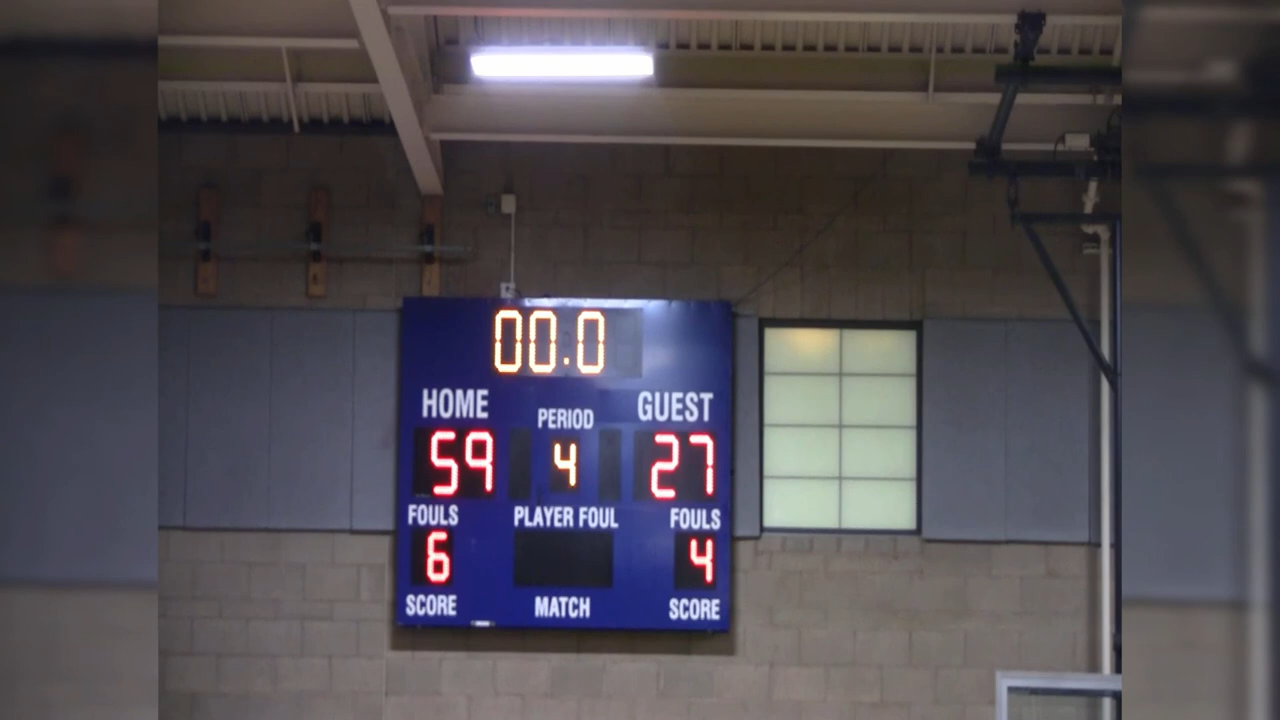 00.0
HOME PERIOD GUEST
59 4 27
FOULS PLAYER FOUL FOULS
6 4
SCORE MATCH SCORE